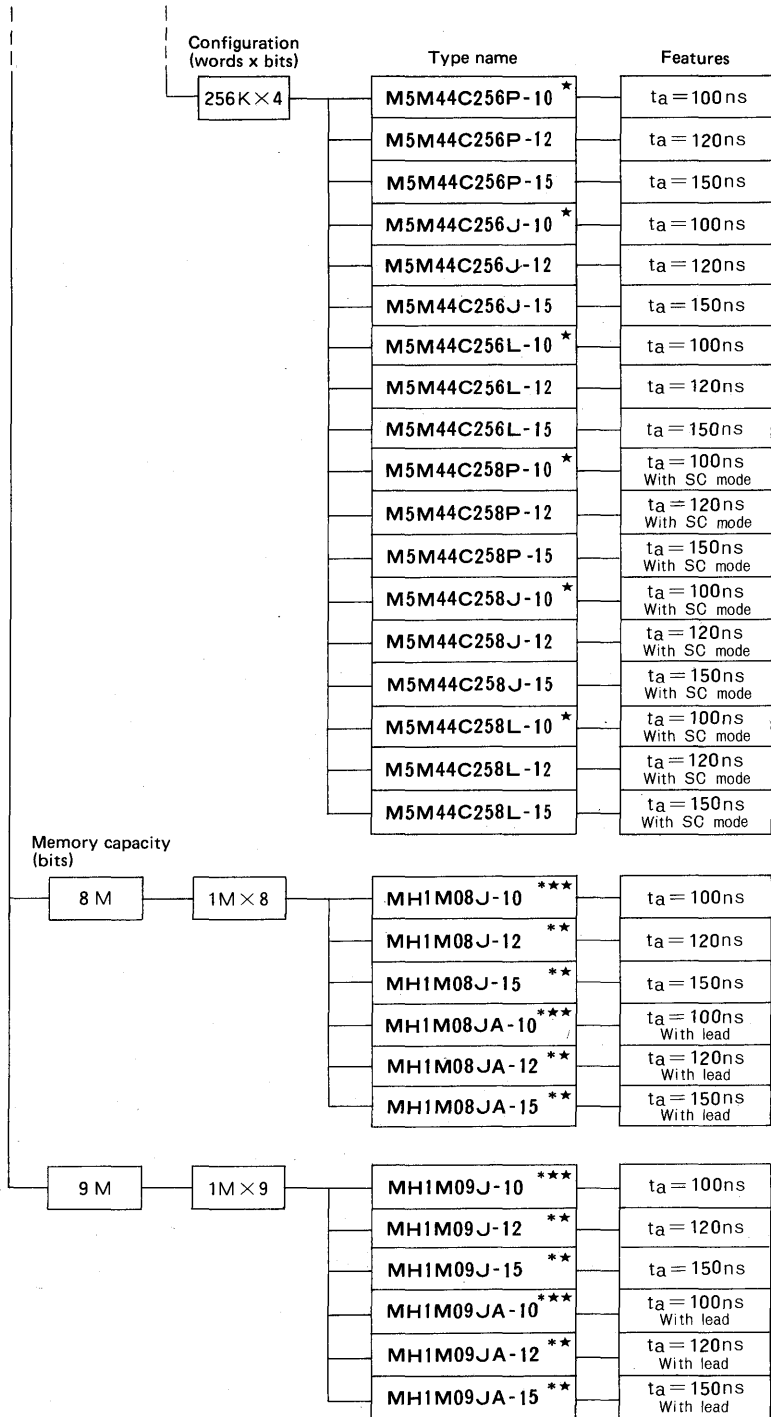 Configuration
(words x bits)
Type name
Features
256K×4
M5M44C256P-10 ★ ta=100ns
M5M44C256P-12 ta=120ns
M5M44C256P-15 ta=150ns
M5M44C256J-10 ★ ta=100ns
M5M44C256J-12 ta=120ns
M5M44C256J-15 ta=150ns
M5M44C256L-10 ★ ta=100ns
M5M44C256L-12 ta=120ns
M5M44C256L-15 ta=150ns
M5M44C258P-10 ★ ta=100ns
With SC mode
M5M44C258P-12 ta=120ns
With SC mode
M5M44C258P-15 ta=150ns
With SC mode
M5M44C258J-10 ★ ta=100ns
With SC mode
M5M44C258J-12 ta=120ns
With SC mode
M5M44C258J-15 ta=150ns
With SC mode
M5M44C258L-10 ★ ta=100ns
With SC mode
M5M44C258L-12 ta=120ns
With SC mode
M5M44C258L-15 ta=150ns
With SC mode
Memory capacity
(bits)
8M 1M×8
MH1M08J-10 *★★ ta=100ns
MH1M08J-12 *★ ta=120ns
MH1M08J-15 *★ ta=150ns
MH1M08JA-10 *★★ ta=100ns
With lead
MH1M08JA-12 *★ ta=120ns
With lead
MH1M08JA-15 *★ ta=150ns
With lead
9M 1M×9
MH1M09J-10 *★★ ta=100ns
MH1M09J-12 *★ ta=120ns
MH1M09J-15 *★ ta=150ns
MH1M09JA-10 *★★ ta=100ns
With lead
MH1M09JA-12 *★ ta=120ns
With lead
MH1M09JA-15 *★ ta=150ns
With lead